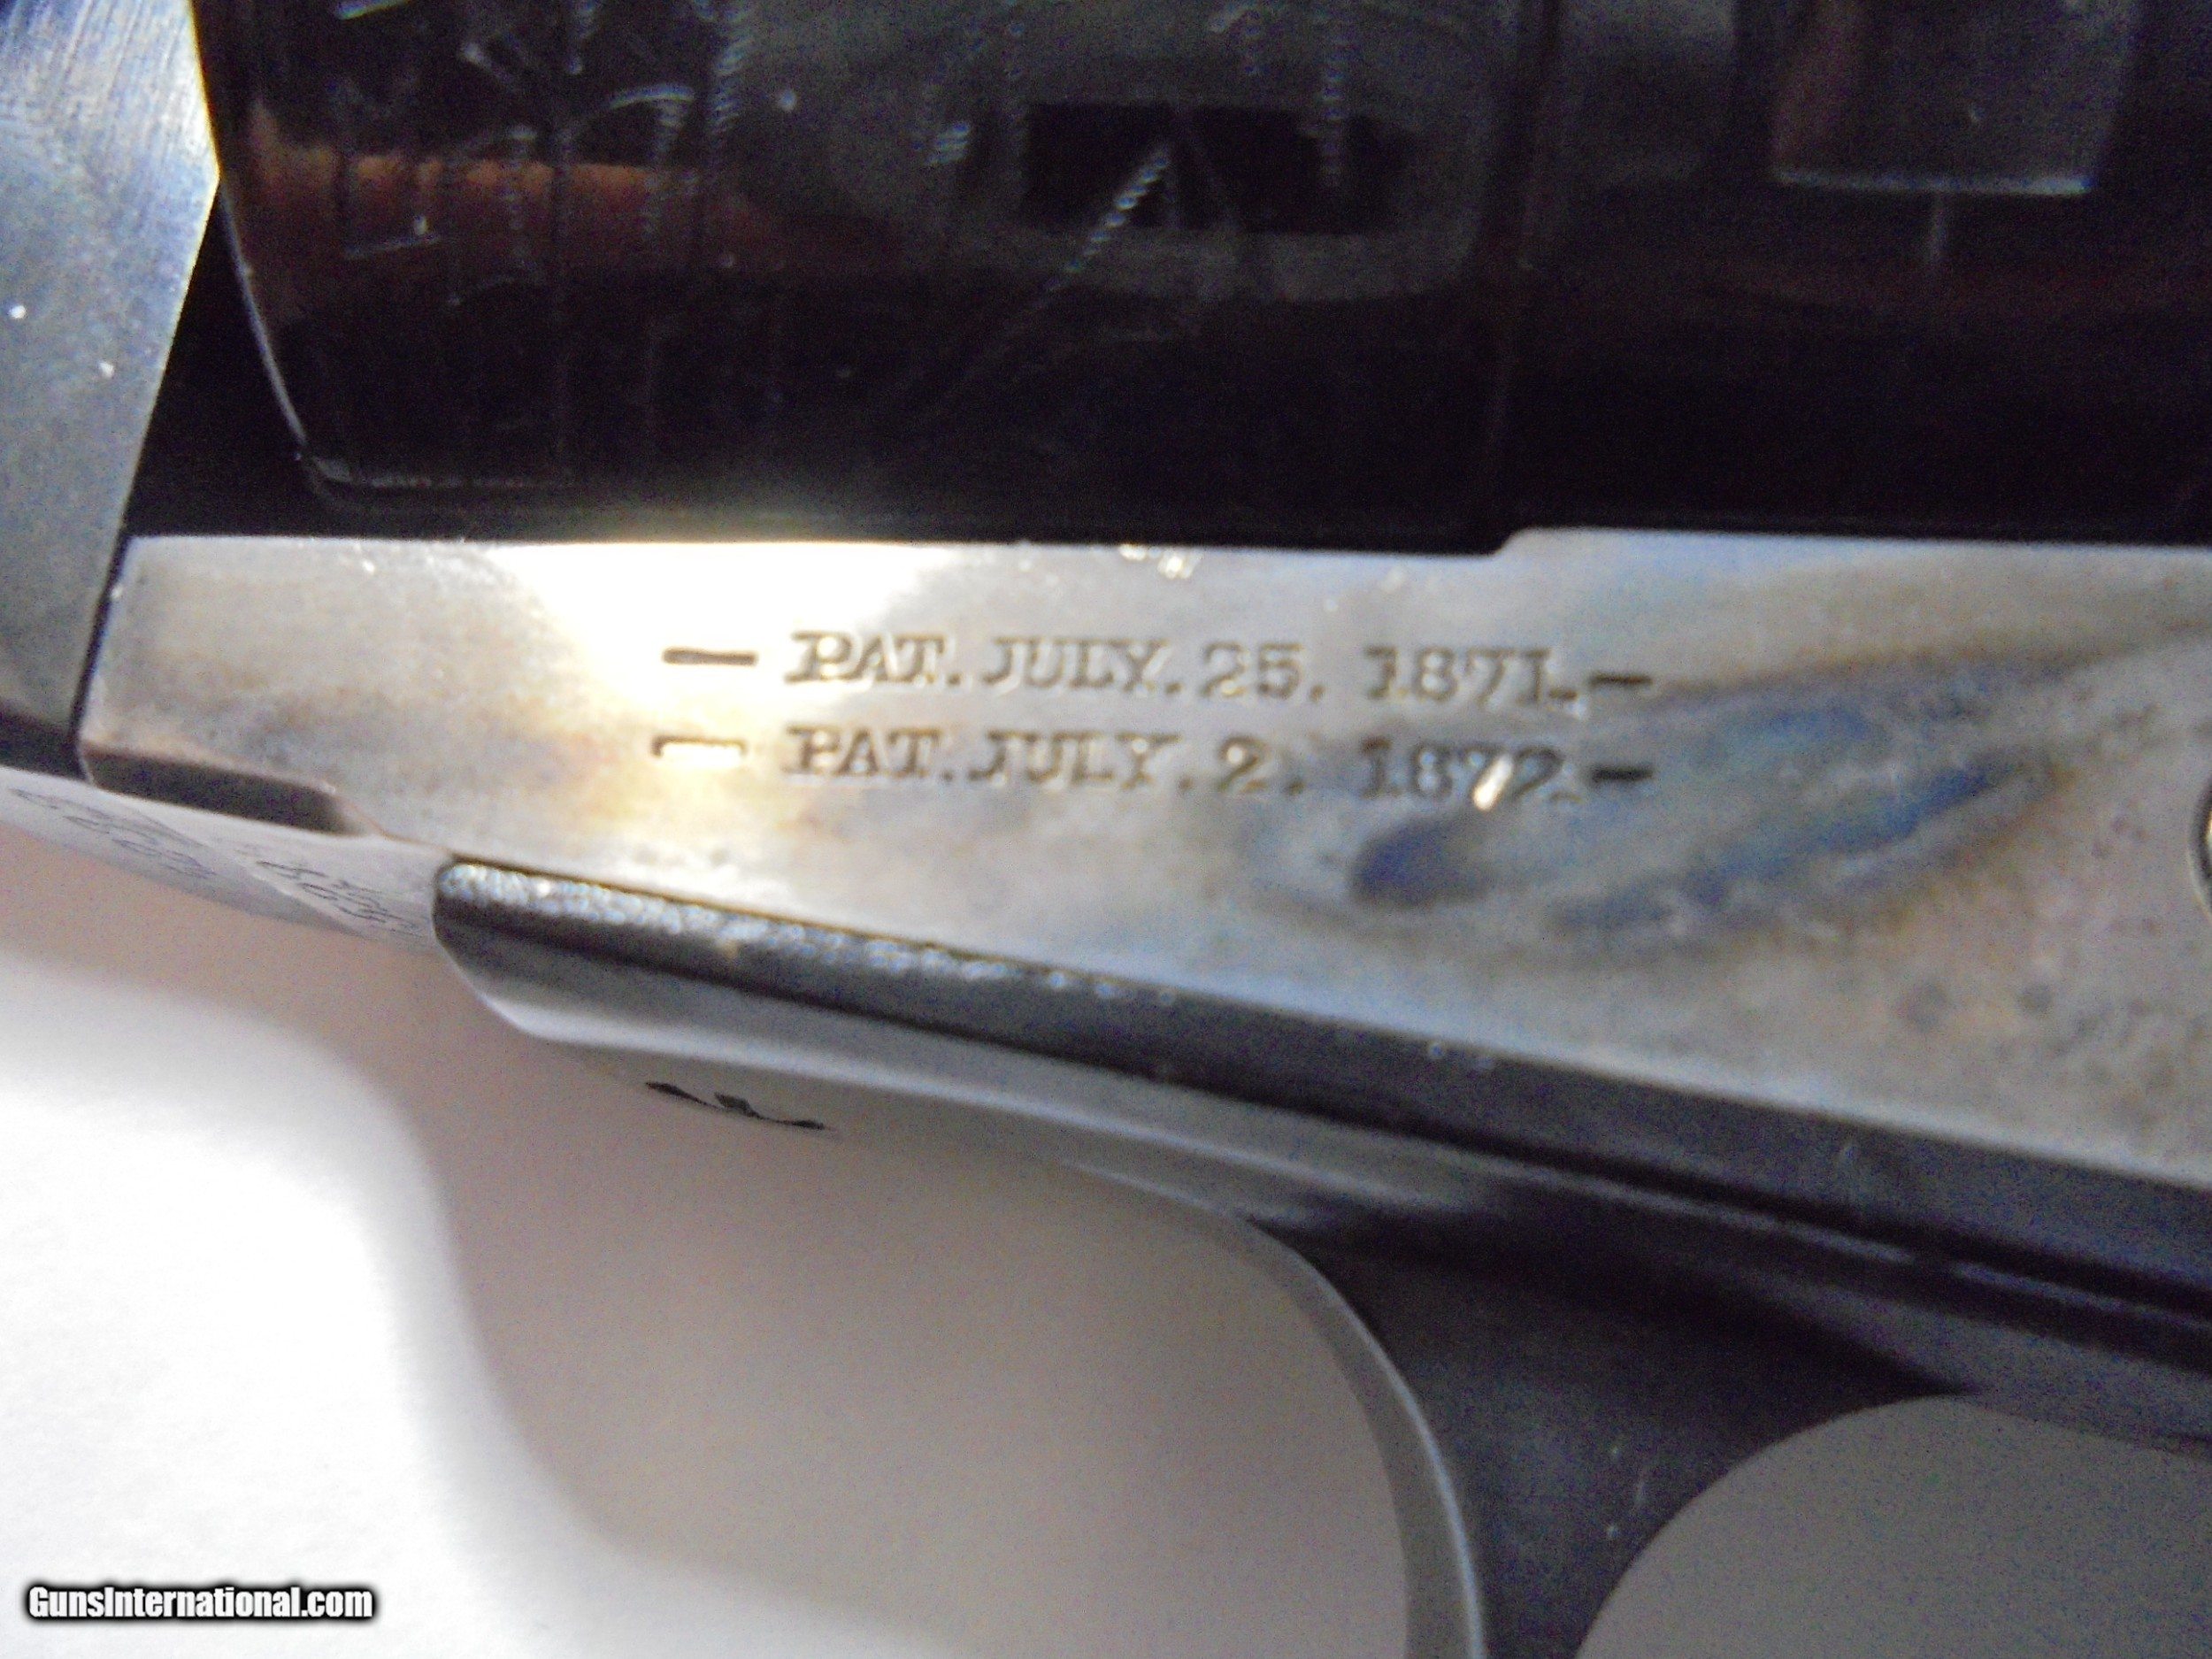 — PAT. JULY. 25. 1871. —
— PAT. JULY. 2. 1872. —
GunsInternational.com